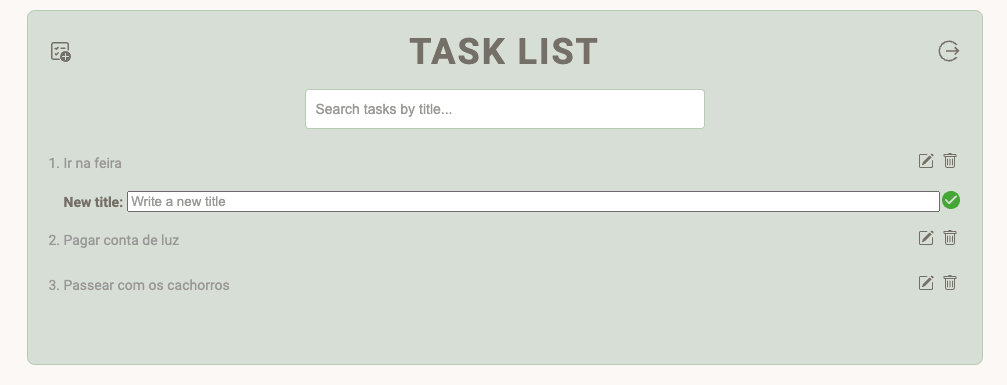 TASK LIST
Search tasks by title...
1. Ir na feira
New title: Write a new title
2. Pagar conta de luz
3. Passear com os cachorros